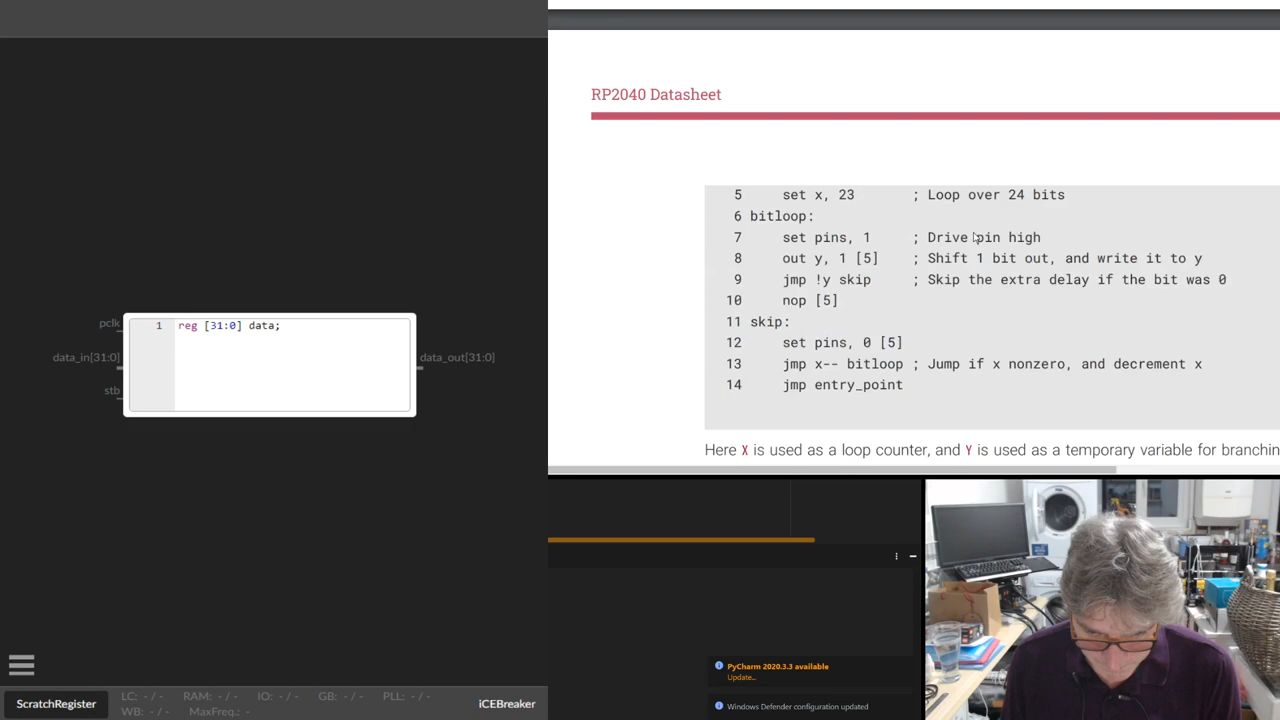 pclk
data_in[31:0]
stb
1 reg [31:0] data;
data_out[31:0]
ScratchRegister
LC: - / - RAM: - / - IO: - / - GB: - / - PLL: - / -
WB: - / - MaxFreq.: -
iCEBreaker
RP2040 Datasheet
5 set x, 23 ; Loop over 24 bits
6 bitloop:
7 set pins, 1 ; Drive pin high
8 out y, 1 [5] ; Shift 1 bit out, and write it to y
9 jmp !y skip ; Skip the extra delay if the bit was 0
10 nop [5]
11 skip:
12 set pins, 0 [5]
13 jmp x-- bitloop ; Jump if x nonzero, and decrement x
14 jmp entry_point
Here X is used as a loop counter, and Y is used as a temporary variable for branchin
PyCharm 2020.3.3 available
Update...
Windows Defender configuration updated